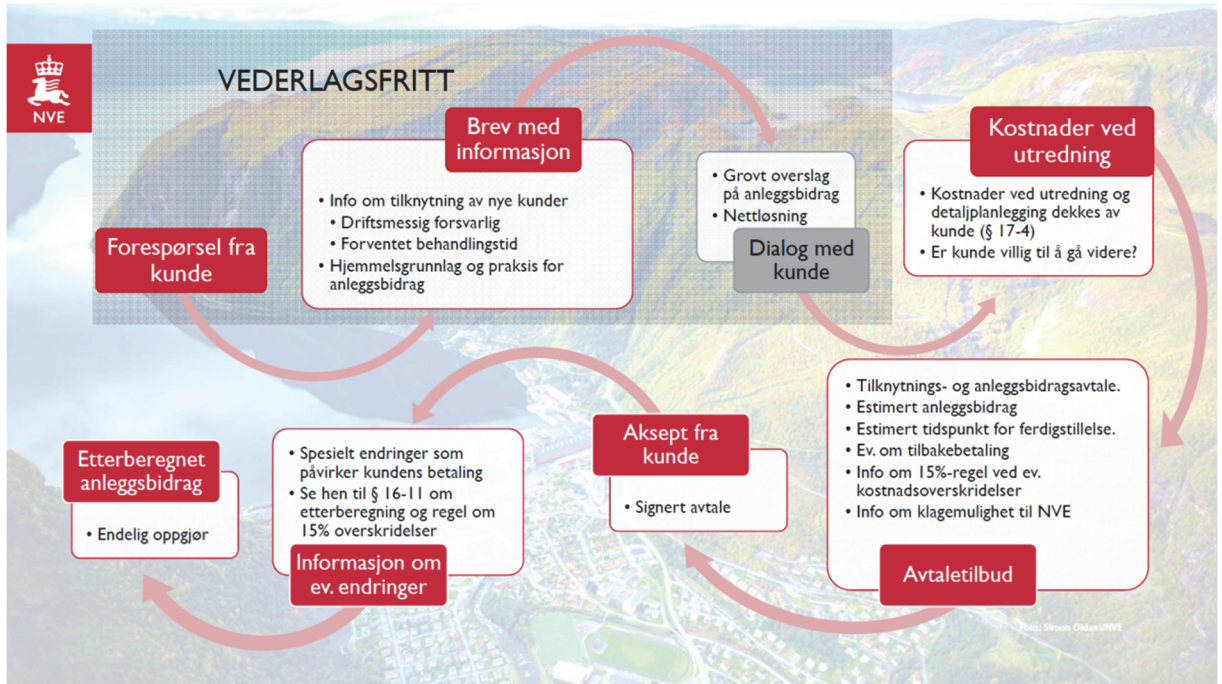 NVE
VEDERLAGSFRITT
Forespørsel fra
kunde
Brev med
informasjon
• Info om tilknytning av nye kunder
• Driftsmessig forsvarlig
• Forventet behandlingstid
• Hjemmelsgrunnlag og praksis for
anleggsbidrag
• Grovt overslag
på anleggsbidrag
• Nettløsning
Dialog med
kunde
Kostnader ved
utredning
• Kostnader ved utredning og
detaljplanlegging dekkes av
kunde (§ 17-4)
• Er kunde villig til å gå videre?
• Tilknytnings- og anleggsbidragsavtale.
• Estimert anleggsbidrag
• Estimert tidspunkt for ferdigstillelse.
• Ev. om tilbakebetaling
• Info om 15%-regel ved ev.
kostnadsoverskridelser
• Info om klagemulighet til NVE
Avtaletilbud
Aksept fra
kunde
• Signert avtale
• Spesielt endringer som
påvirker kundens betaling
• Se hen til § 16-11 om
etterberegning og regel om
15% overskridelser
Informasjon om
ev. endringer
Etterberegnet
anleggsbidrag
• Endelig oppgjør
Foto: Simon Oldani/NVE